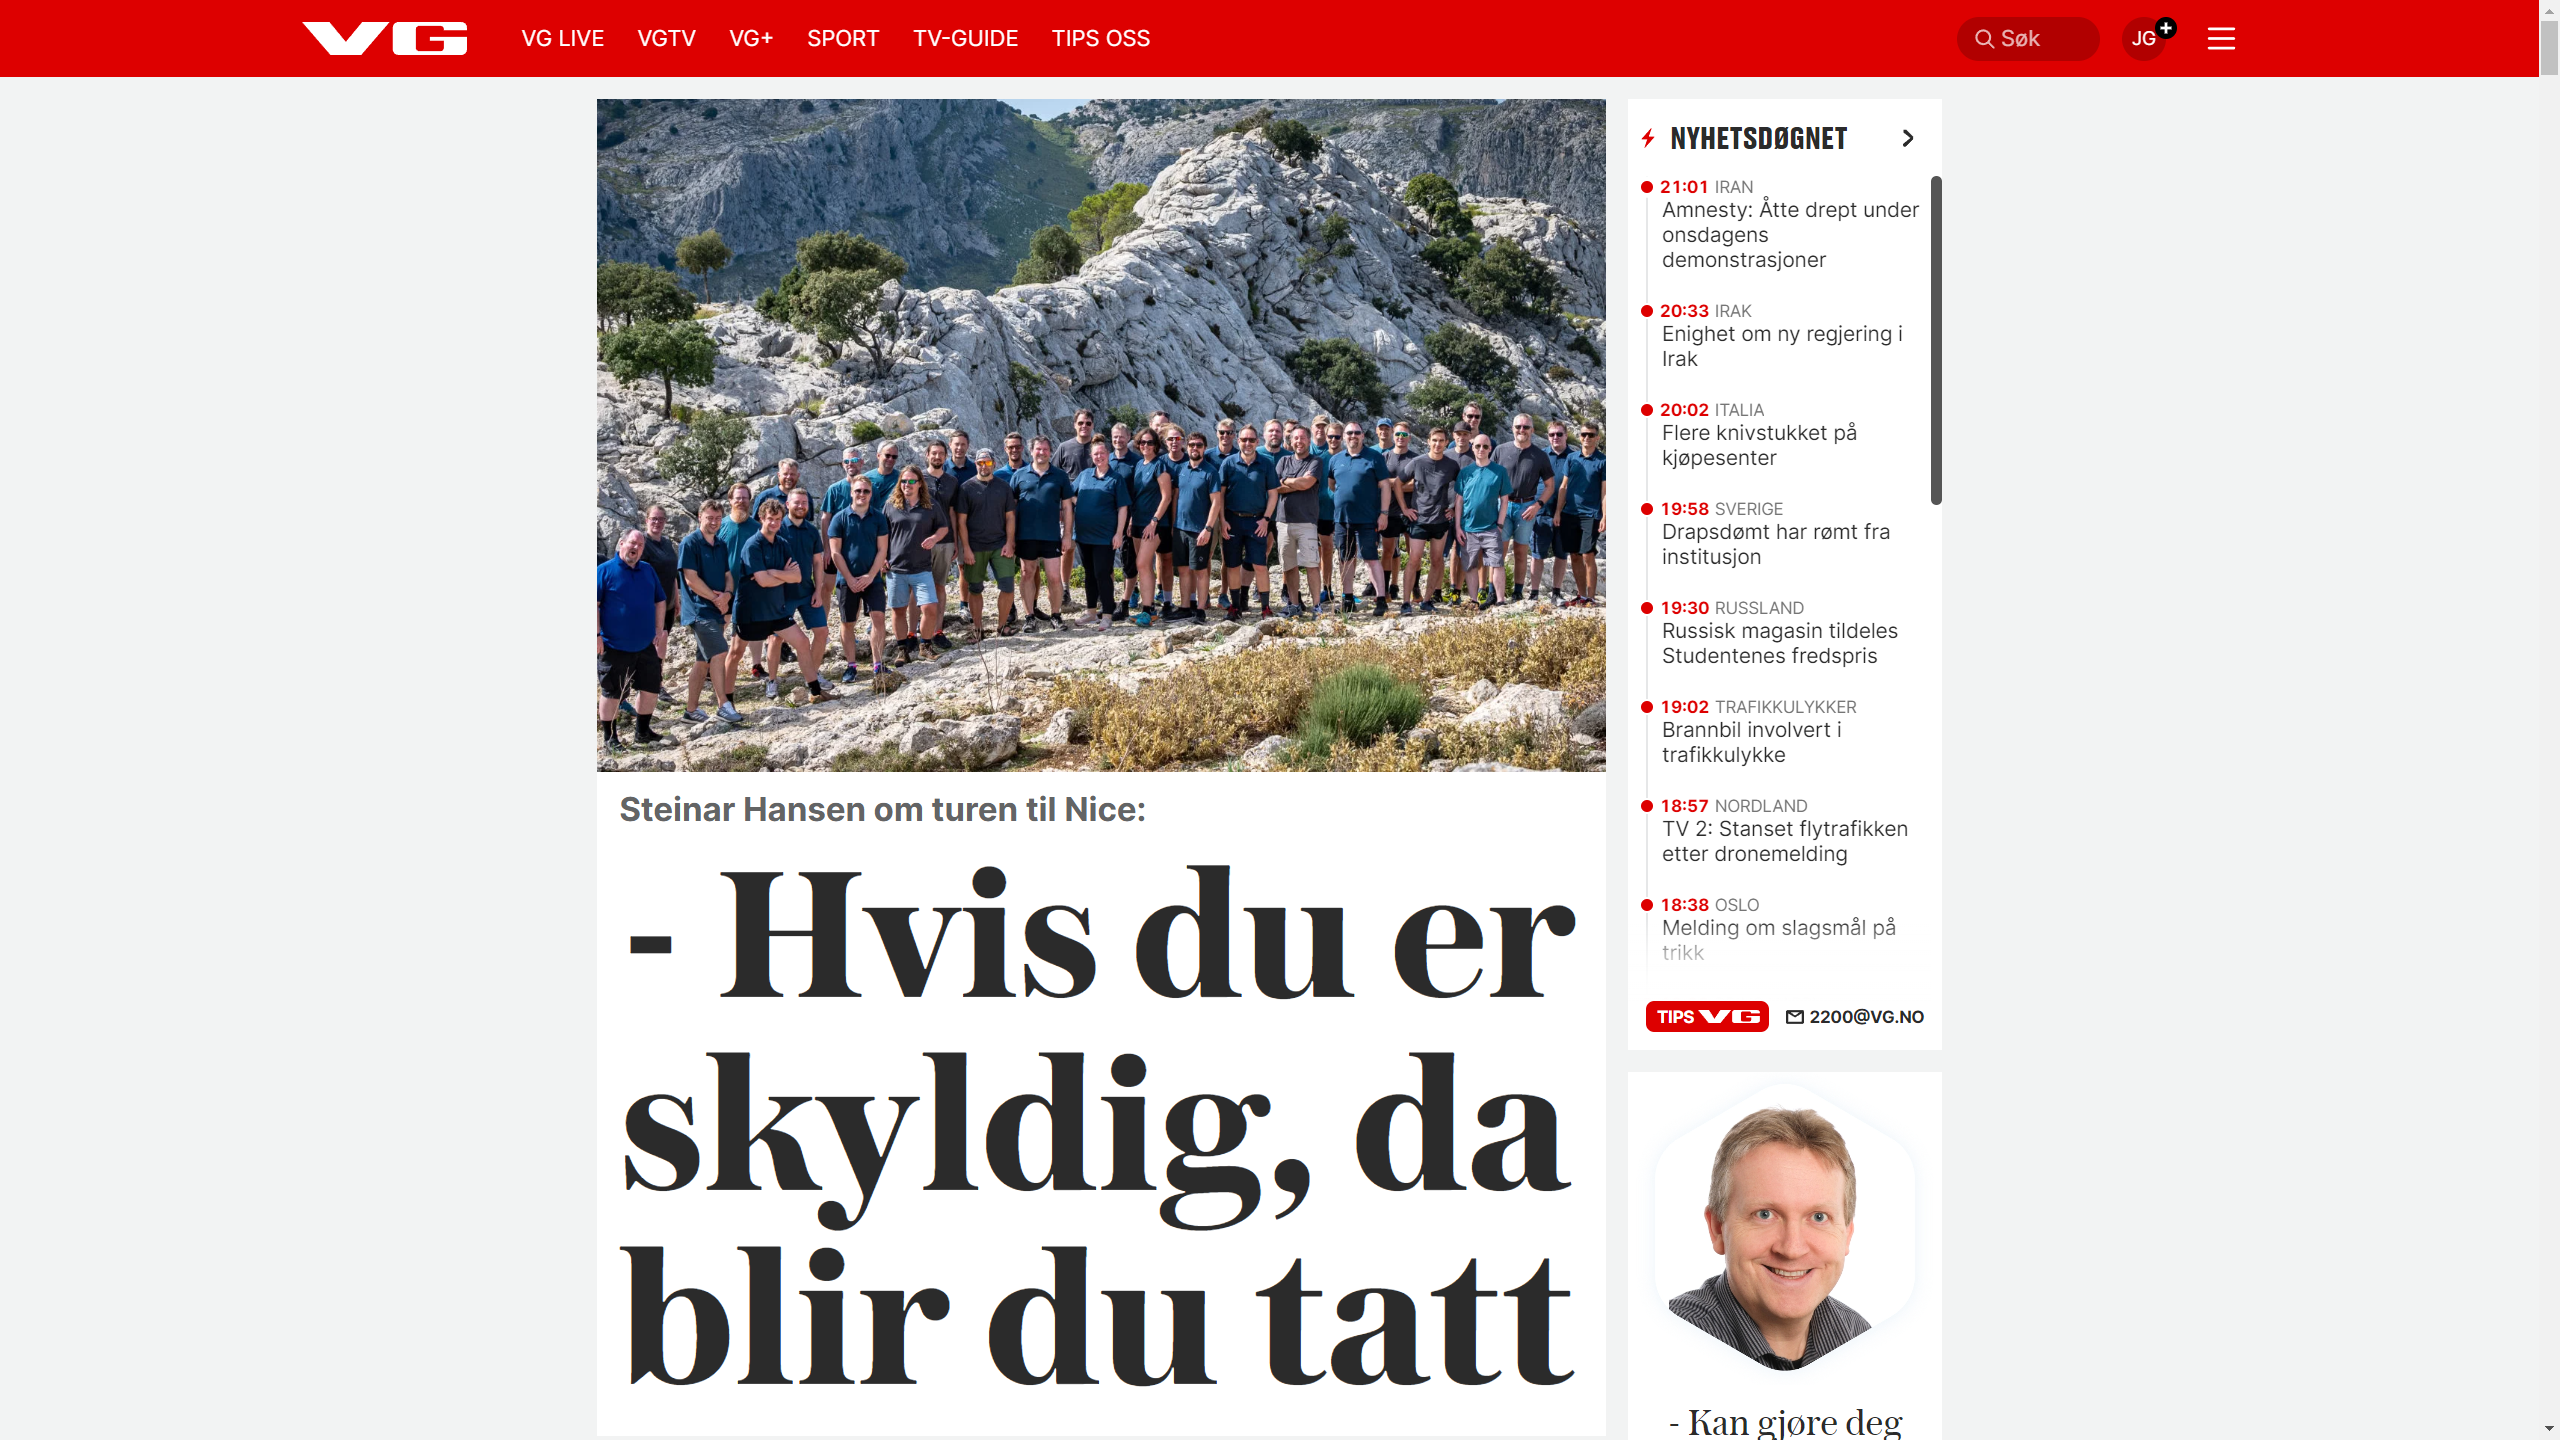 VG
VG LIVE
VGTV
VG+
SPORT
TV-GUIDE
TIPS OSS
Søk
JG
Steinar Hansen om turen til Nice:
- Hvis du er
skyldig, da
blir du tatt
NYHETSDØGNET
21:01 IRAN
Amnesty: Åtte drept under
onsdagens
demonstrasjoner
20:33 IRAK
Enighet om ny regjering i
Irak
20:02 ITALIA
Flere knivstukket på
kjøpesenter
19:58 SVERIGE
Drapsdømt har rømt fra
institusjon
19:30 RUSSLAND
Russisk magasin tildeles
Studentenes fredspris
19:02 TRAFIKKULYKKER
Brannbil involvert i
trafikkulykke
18:57 NORDLAND
TV 2: Stanset flytrafikken
etter dronemelding
18:38 OSLO
Melding om slagsmål på
trikk
TIPS VG
2200@VG.NO
- Kan gjøre deg